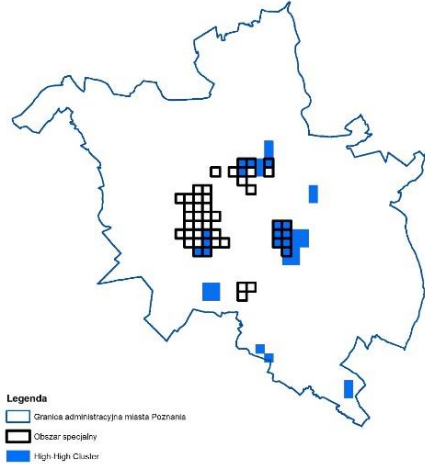 Legenda
Granica administracyjna miasta Poznania
Obszar specjalny
High-High Cluster